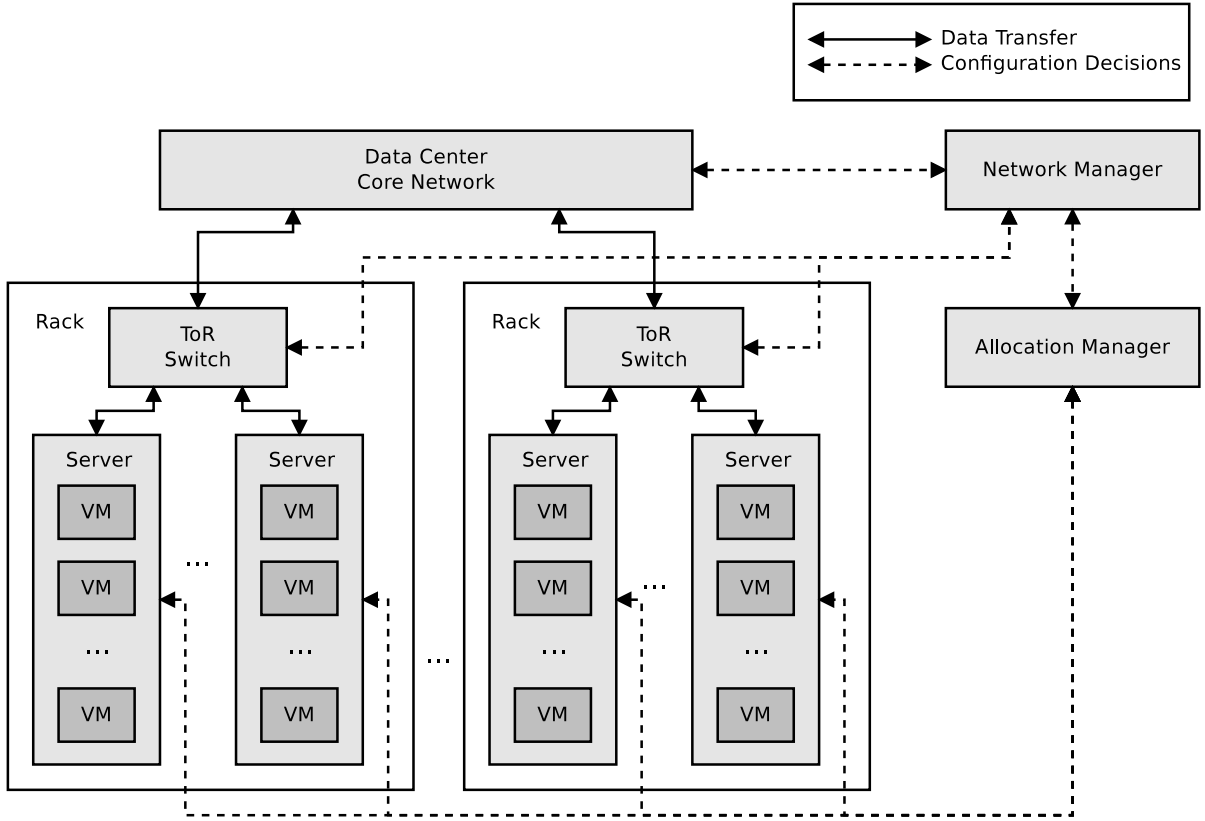 Data Transfer
Configuration Decisions
Data Center
Core Network
Network Manager
Rack
ToR
Switch
Rack
ToR
Switch
Allocation Manager
Server
Server
Server
Server
VM
VM
VM
VM
VM
VM
VM
VM
...
...
...
...
...
...
...
VM
VM
VM
VM